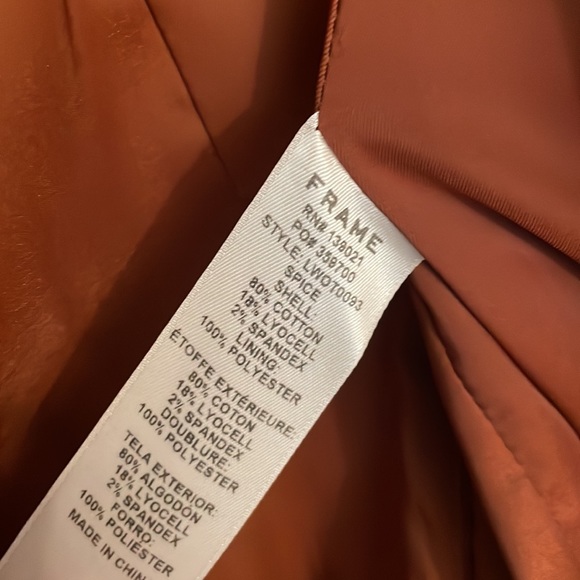 FRAME
RN# 139021
PO# 359700
STYLE: LWOT0093
SPICE
SHELL:
80% COTTON
18% LYOCELL
2% SPANDEX
LINING:
100% POLYESTER
ÉTOFFE EXTÉRIEURE:
80% COTON
18% LYOCELL
2% SPANDEX
DOUBLURE:
100% POLYESTER
TELA EXTERIOR:
80% ALGODÓN
18% LYOCELL
2% SPANDEX
FORRO:
100% POLIÉSTER
MADE IN CHINA